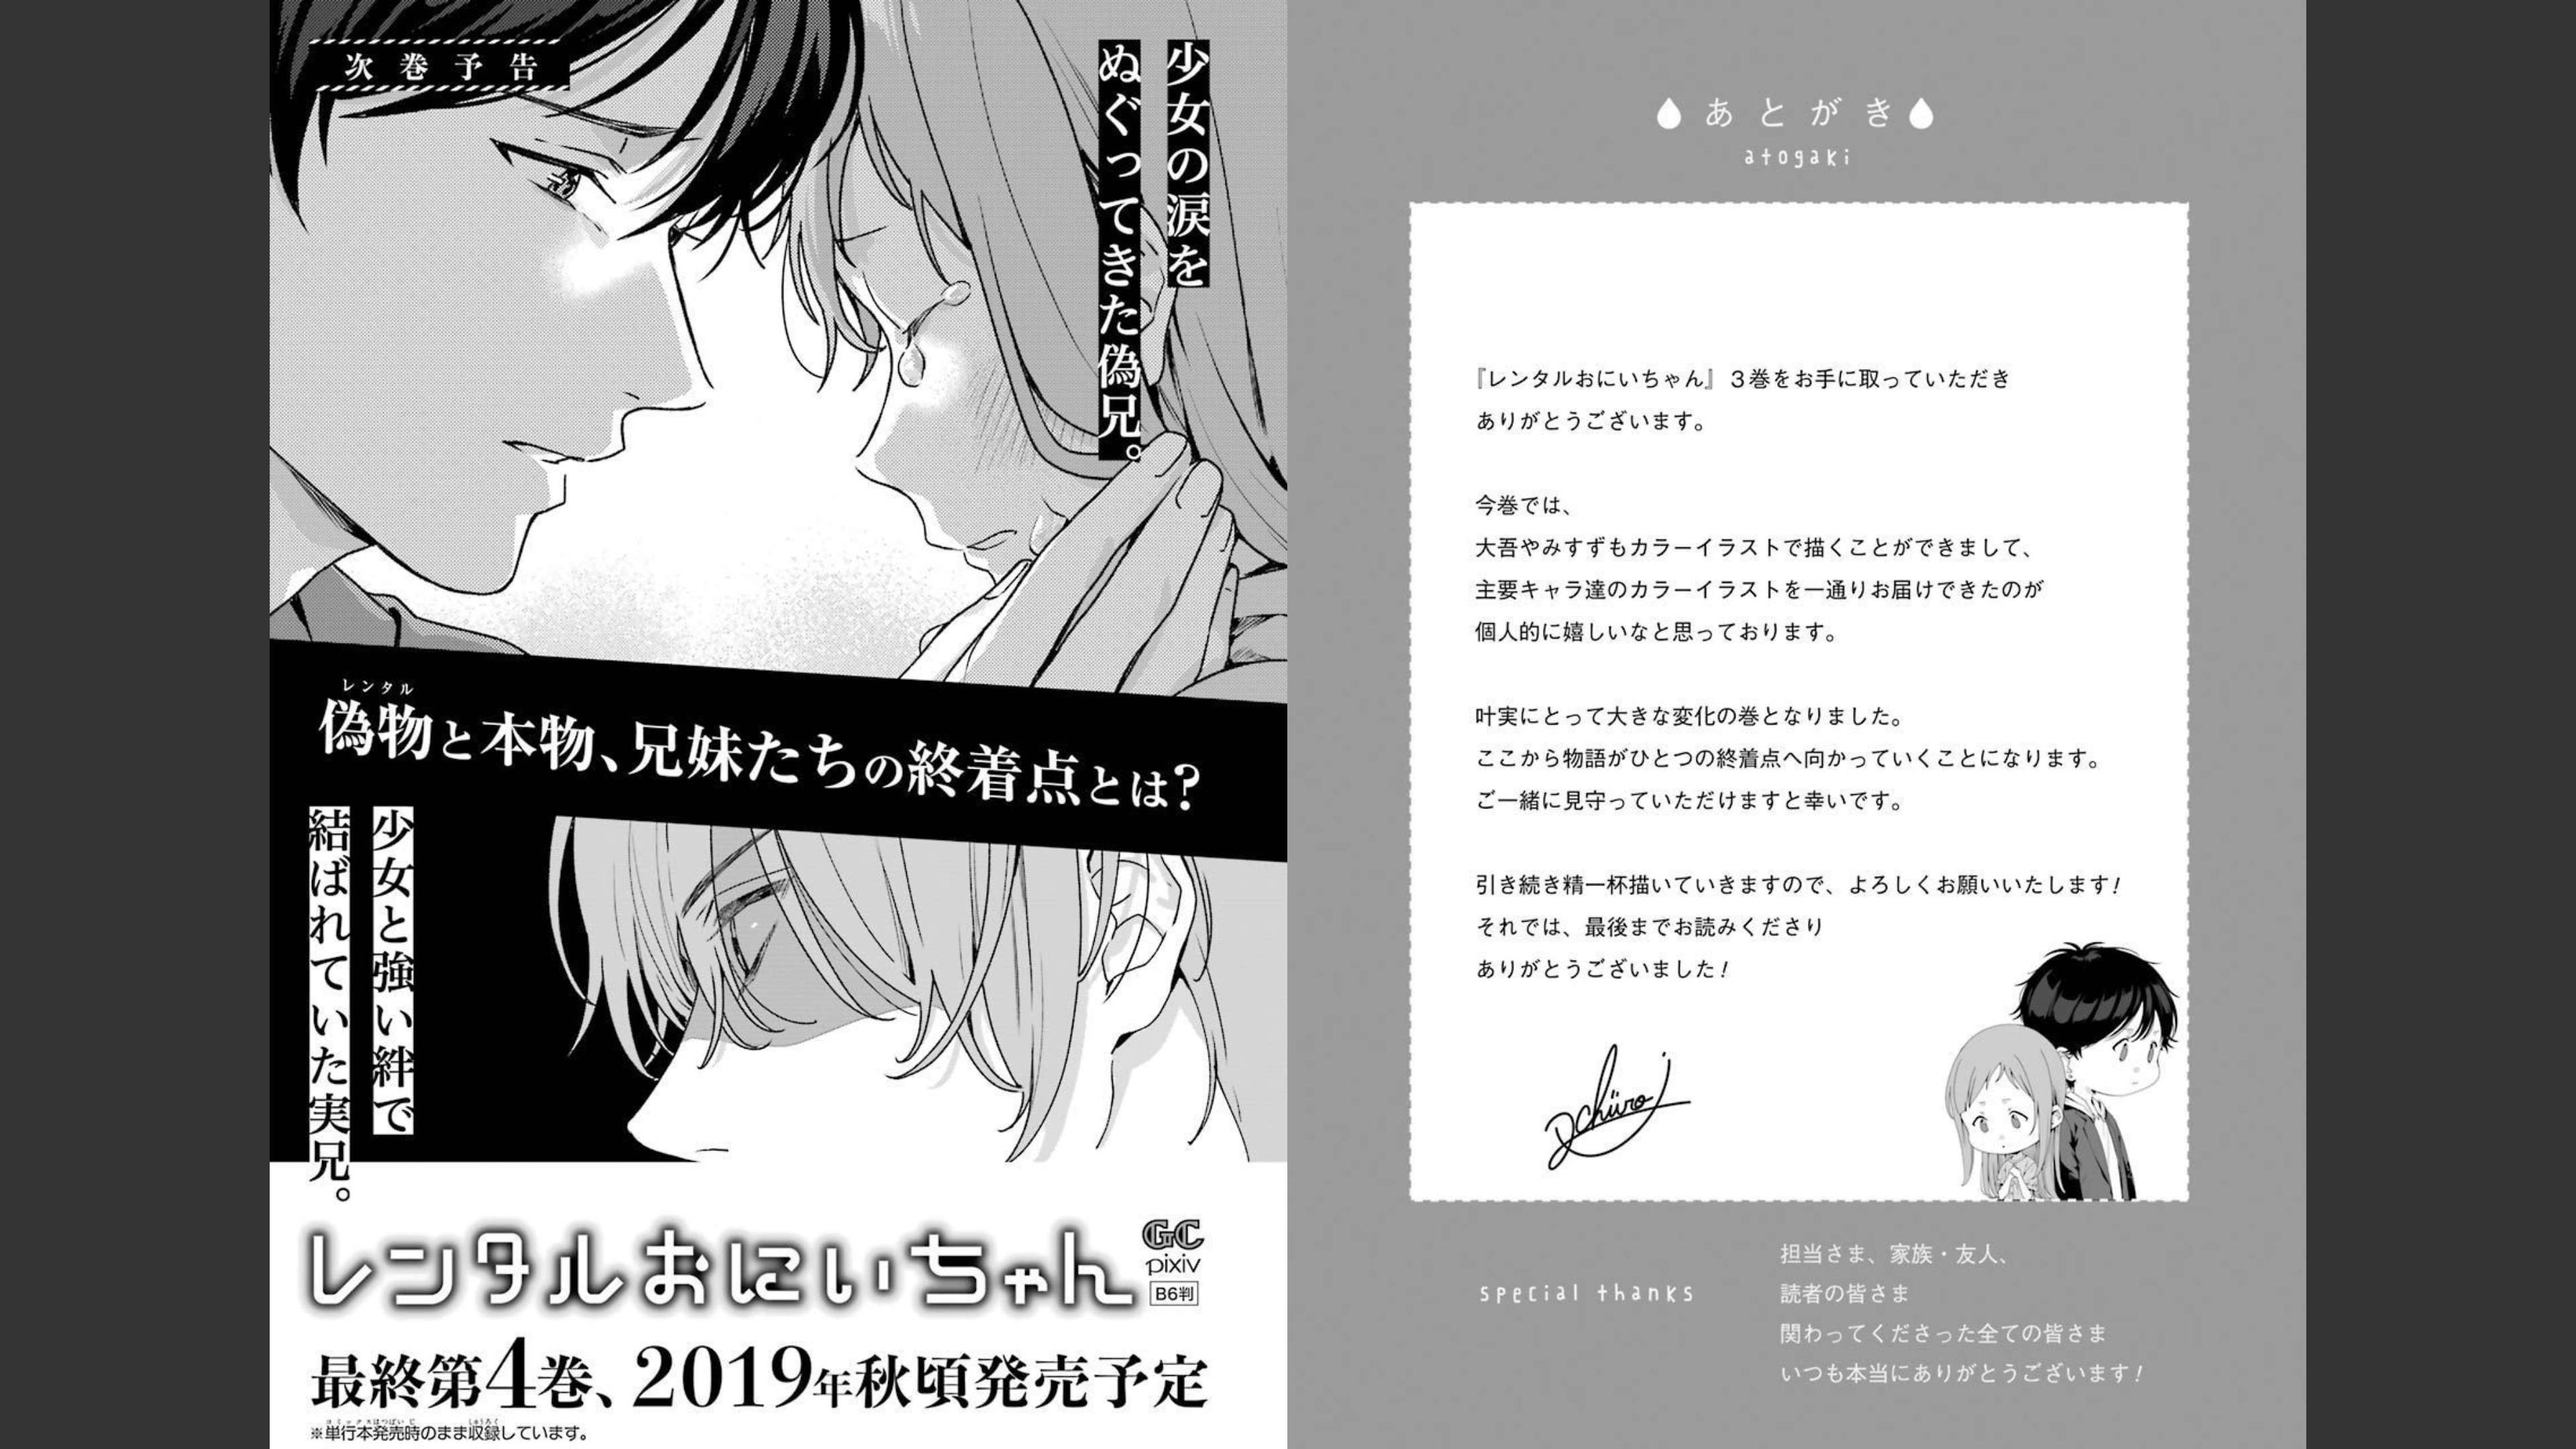 あとがき
atogaki
『レンタルおにいちゃん』３巻をお手に取っていただき
ありがとうございます。
今巻では、
大吾やみすずもカラーイラストで描くことができまして、
主要キャラ達のカラーイラストを一通りお届けできたのが
個人的に嬉しいなと思っております。
叶実にとって大きな変化の巻となりました。
ここから物語がひとつの終着点へ向かっていくことになります。
ご一緒に見守っていただけますと幸いです。
引き続き精一杯描いていきますので、よろしくお願いいたします！
それでは、最後までお読みくださり
ありがとうございました！
special thanks
担当さま、家族・友人、
読者の皆さま
関わってくださった全ての皆さま
いつも本当にありがとうございます！
次巻予告
少女の涙を
ぬぐってきた偽兄。
レンタル
偽物と本物、兄妹たちの終着点とは？
少女と強い絆で
結ばれていた実兄。
レンタルおにいちゃん
GC
pixiv
B6判
最終第4巻、2019年秋頃発売予定
コミックスはつばいじ しゅうろく
※単行本発売時のまま収録しています。